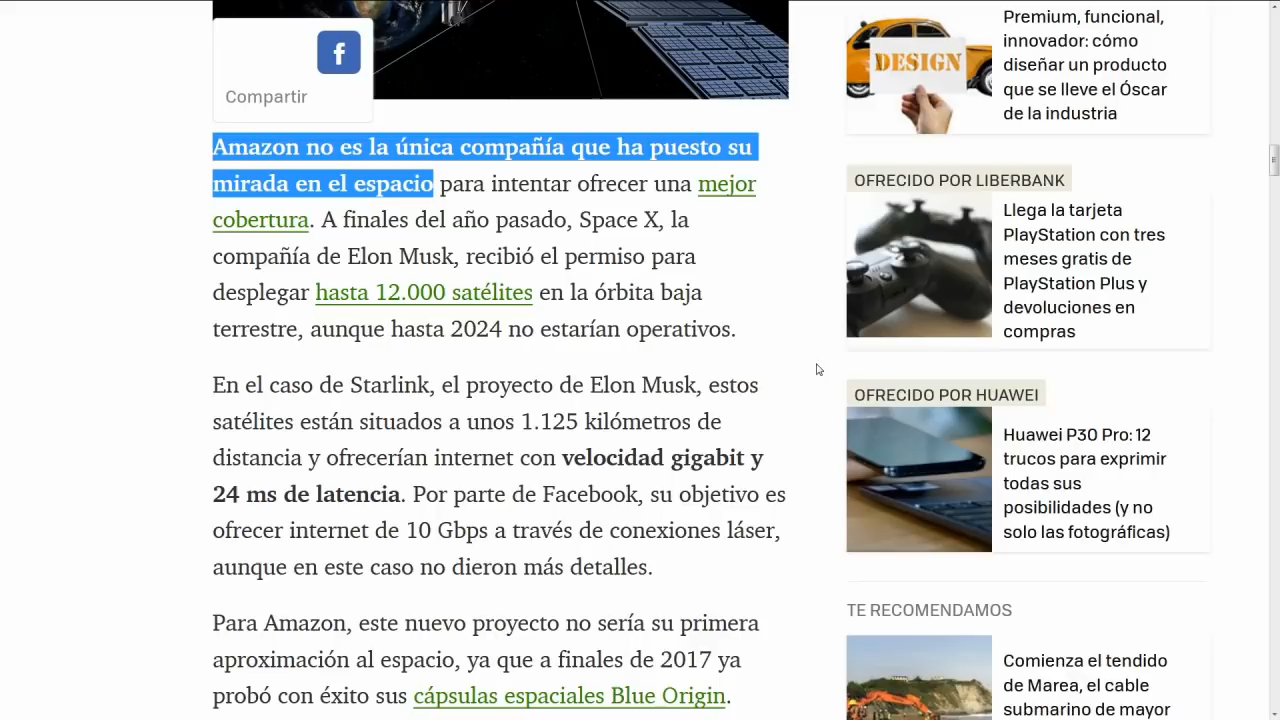 f
Compartir
Amazon no es la única compañía que ha puesto su
mirada en el espacio para intentar ofrecer una mejor
cobertura. A finales del año pasado, Space X, la
compañía de Elon Musk, recibió el permiso para
desplegar hasta 12.000 satélites en la órbita baja
terrestre, aunque hasta 2024 no estarían operativos.
En el caso de Starlink, el proyecto de Elon Musk, estos
satélites están situados a unos 1.125 kilómetros de
distancia y ofrecerían internet con velocidad gigabit y
24 ms de latencia. Por parte de Facebook, su objetivo es
ofrecer internet de 10 Gbps a través de conexiones láser,
aunque en este caso no dieron más detalles.
Para Amazon, este nuevo proyecto no sería su primera
aproximación al espacio, ya que a finales de 2017 ya
probó con éxito sus cápsulas espaciales Blue Origin.
DESIGN
Premium, funcional,
innovador: cómo
diseñar un producto
que se lleve el Óscar
de la industria
OFRECIDO POR LIBERBANK
Llega la tarjeta
PlayStation con tres
meses gratis de
PlayStation Plus y
devoluciones en
compras
OFRECIDO POR HUAWEI
Huawei P30 Pro: 12
trucos para exprimir
todas sus
posibilidades (y no
solo las fotográficas)
TE RECOMENDAMOS
Comienza el tendido
de Marea, el cable
submarino de mayor